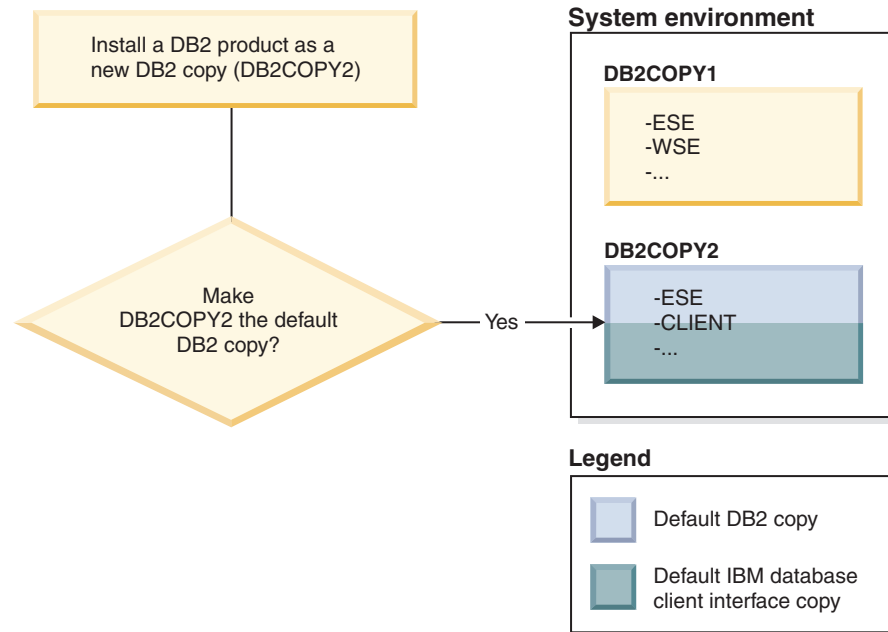 Install a DB2 product as a
new DB2 copy (DB2COPY2)
Make
DB2COPY2 the default
DB2 copy?
Yes
System environment
DB2COPY1
-ESE
-WSE
-...
DB2COPY2
-ESE
-CLIENT
-...
Legend
Default DB2 copy
Default IBM database
client interface copy